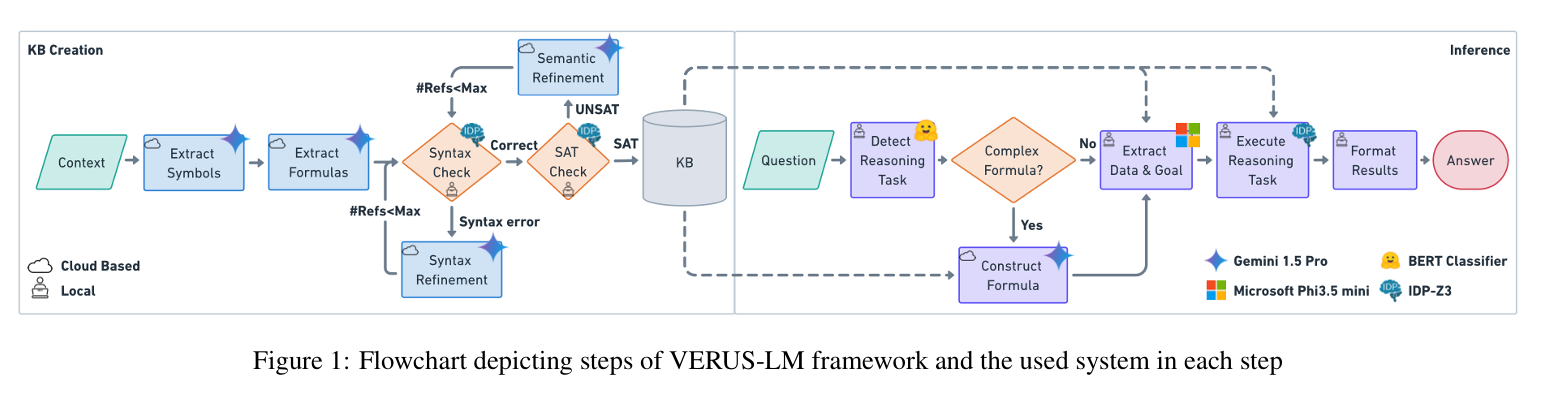 KB Creation
Inference
Semantic
Refinement
#Refs<Max
UNSAT
Context
Extract
Symbols
Extract
Formulas
IDP
Syntax
Check
Correct
IDP
SAT
Check
SAT
KB
#Refs<Max
Syntax error
Syntax
Refinement
Cloud Based
Local
Question
Detect
Reasoning
Task
Complex
Formula?
No
Yes
Construct
Formula
Extract
Data & Goal
IDP
Execute
Reasoning
Task
Format
Results
Answer
Gemini 1.5 Pro
BERT Classifier
Microsoft Phi3.5 mini
IDP
IDP-Z3
Figure 1: Flowchart depicting steps of VERUS-LM framework and the used system in each step